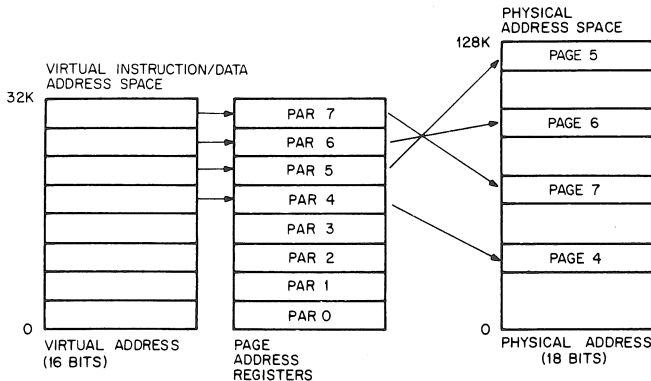 PHYSICAL
ADDRESS SPACE
128K
PAGE 5
VIRTUAL INSTRUCTION/DATA
ADDRESS SPACE
32K
PAR 7
PAR 6
PAGE 6
PAR 5
PAR 4
PAGE 7
PAR 3
PAR 2
PAGE 4
PAR 1
PAR 0
0
0
VIRTUAL ADDRESS
(16 BITS)
PAGE
ADDRESS
REGISTERS
PHYSICAL ADDRESS
(18 BITS)